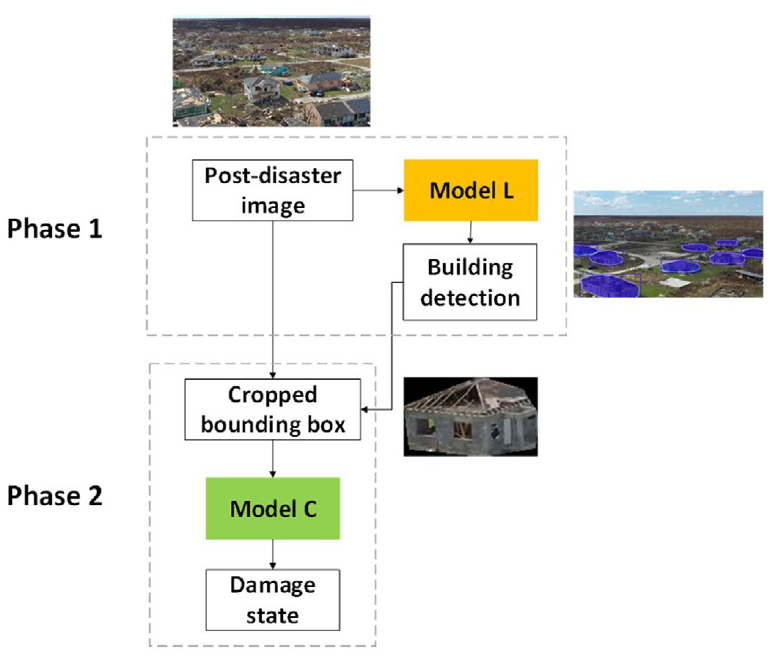 Phase 1
Post-disaster
image
Model L
Building
detection
Phase 2
Cropped
bounding box
Model C
Damage
state